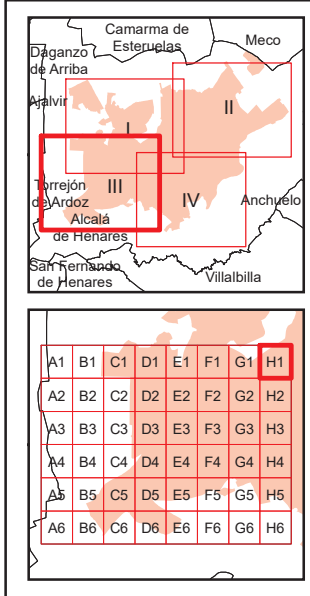 Camarma de
Esteruelas
Meco
Daganzo
de Arriba
Ajalvir
I
II
Torrejón
de Ardoz
III
IV
Anchuelo
Alcalá
de Henares
San Fernando
de Henares
Villalbilla
A1 B1 C1 D1 E1 F1 G1 H1
A2 B2 C2 D2 E2 F2 G2 H2
A3 B3 C3 D3 E3 F3 G3 H3
A4 B4 C4 D4 E4 F4 G4 H4
A5 B5 C5 D5 E5 F5 G5 H5
A6 B6 C6 D6 E6 F6 G6 H6